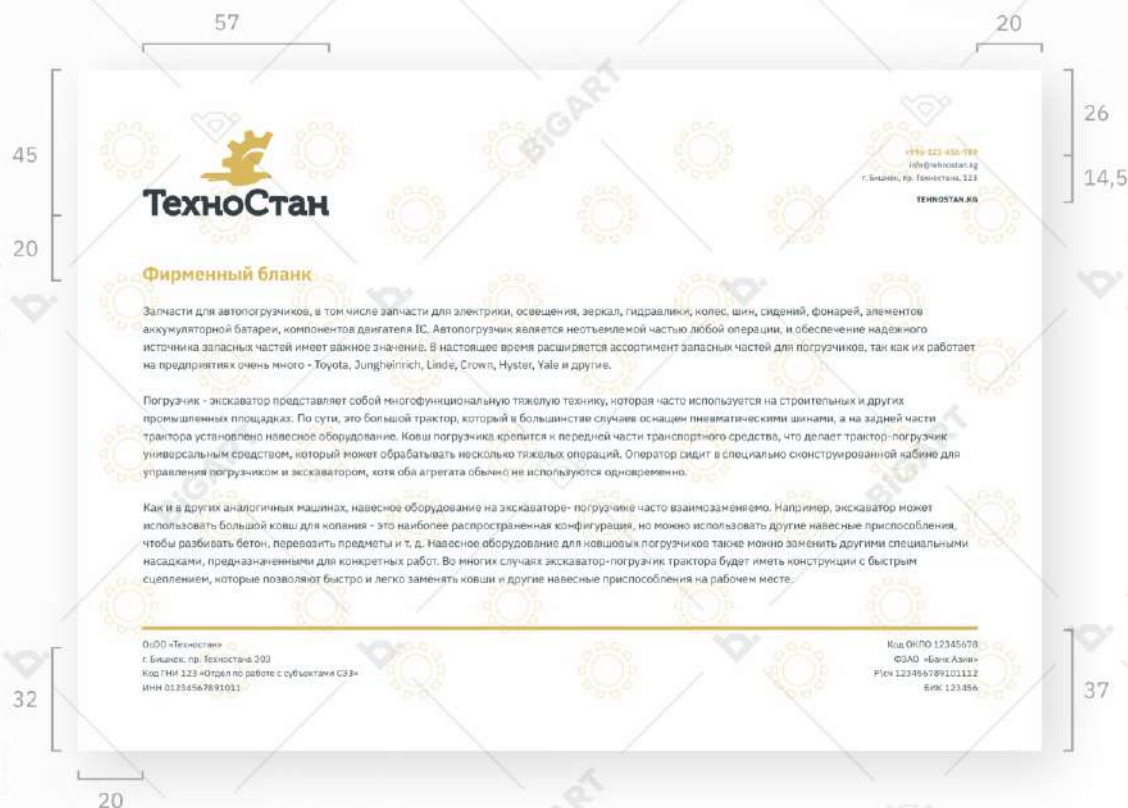 57
20
45
20
26
14,5
BIGART
ТехноСтан
+996-123-456-789
info@tehnostan.kg
г. Бишкек, пр. Техностана, 123
TEHNOSTAN.KG
Фирменный бланк
Запчасти для автопогрузчиков, в том числе запчасти для электрики, освещения, зеркал, гидравлики, колес, шин, сидений, фонарей, элементов
аккумуляторной батареи, компонентов двигателя IC. Автопогрузчик является неотъемлемой частью любой операции, и обеспечение надежного
источника запасных частей имеет важное значение. В настоящее время расширяется ассортимент запасных частей для погрузчиков, так как их работает
на предприятиях очень много - Toyota, Jungheinrich, Linde, Crown, Hyster, Yale и другие.
Погрузчик - экскаватор представляет собой многофункциональную тяжелую технику, которая часто используется на строительных и других
промышленных площадках. По сути, это большой трактор, который в большинстве случаев оснащен пневматическими шинами, а на задней части
трактора установлено навесное оборудование. Ковш погрузчика крепится к передней части транспортного средства, что делает трактор-погрузчик
универсальным средством, который может обрабатывать несколько тяжелых операций. Оператор сидит в специально сконструированной кабине для
управления погрузчиком и экскаватором, хотя оба агрегата обычно не используются одновременно.
BIGART
BIGART
Как и в других аналогичных машинах, навесное оборудование на экскаваторе- погрузчике часто взаимозаменяемо. Например, экскаватор может
использовать большой ковш для копания - это наиболее распространенная конфигурация, но можно использовать другие навесные приспособления,
чтобы разбивать бетон, перевозить предметы и т, д. Навесное оборудование для ковшовых погрузчиков также можно заменить другими специальными
насадками, предназначенными для конкретных работ. Во многих случаях экскаватор-погрузчик трактора будет иметь конструкции с быстрым
сцеплением, которые позволяют быстро и легко заменять ковши и другие навесные приспособления на рабочем месте.
ОсОО «Техностан»
г. Бишкек, пр. Техностана 303
Код ГНИ 123 «Отдел по работе с субъектами СЭЗ»
ИНН 01234567891011
Код ОКПО 12345678
ФЗАО «Банк Азии»
Р\сч 123456789101112
БИК 123456
32
37
20
BIGART